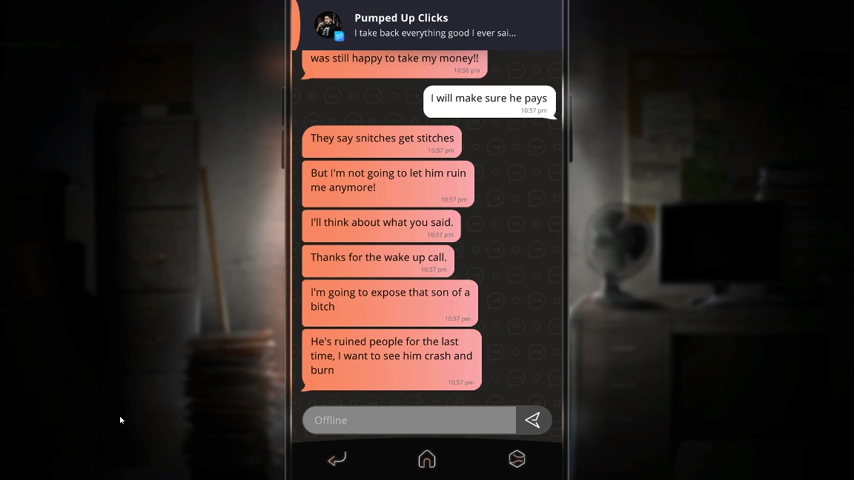 Pumped Up Clicks
I take back everything good I ever sai...
was still happy to take my money!!
10:56 pm
I will make sure he pays
10:57 pm
They say snitches get stitches
10:57 pm
But I'm not going to let him ruin
me anymore!
10:57 pm
I'll think about what you said.
10:57 pm
Thanks for the wake up call.
10:57 pm
I'm going to expose that son of a
bitch
10:57 pm
He's ruined people for the last
time, I want to see him crash and
burn
10:57 pm
Offline